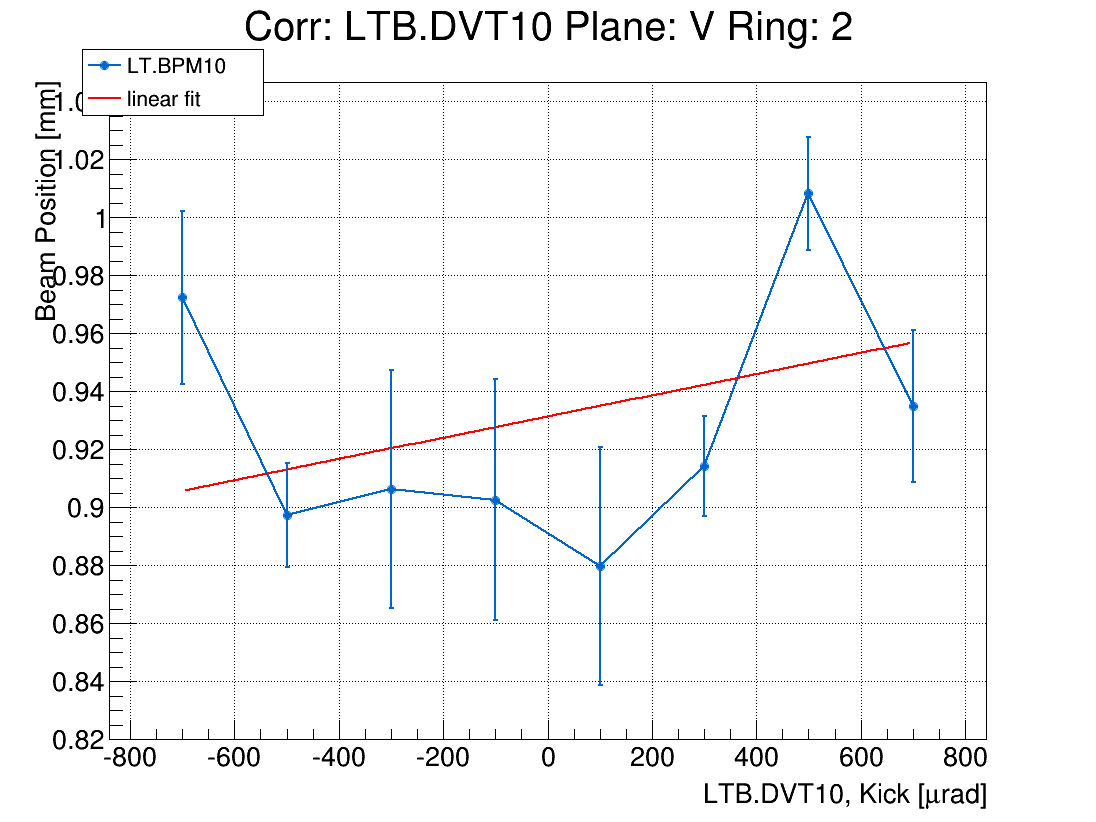 Corr: LTB.DVT10 Plane: V Ring: 2
LT.BPM10
linear fit
Beam Position [mm]
1.02
1
0.98
0.96
0.94
0.92
0.9
0.88
0.86
0.84
0.82
-800 -600 -400 -200 0 200 400 600 800
LTB.DVT10, Kick [μrad]